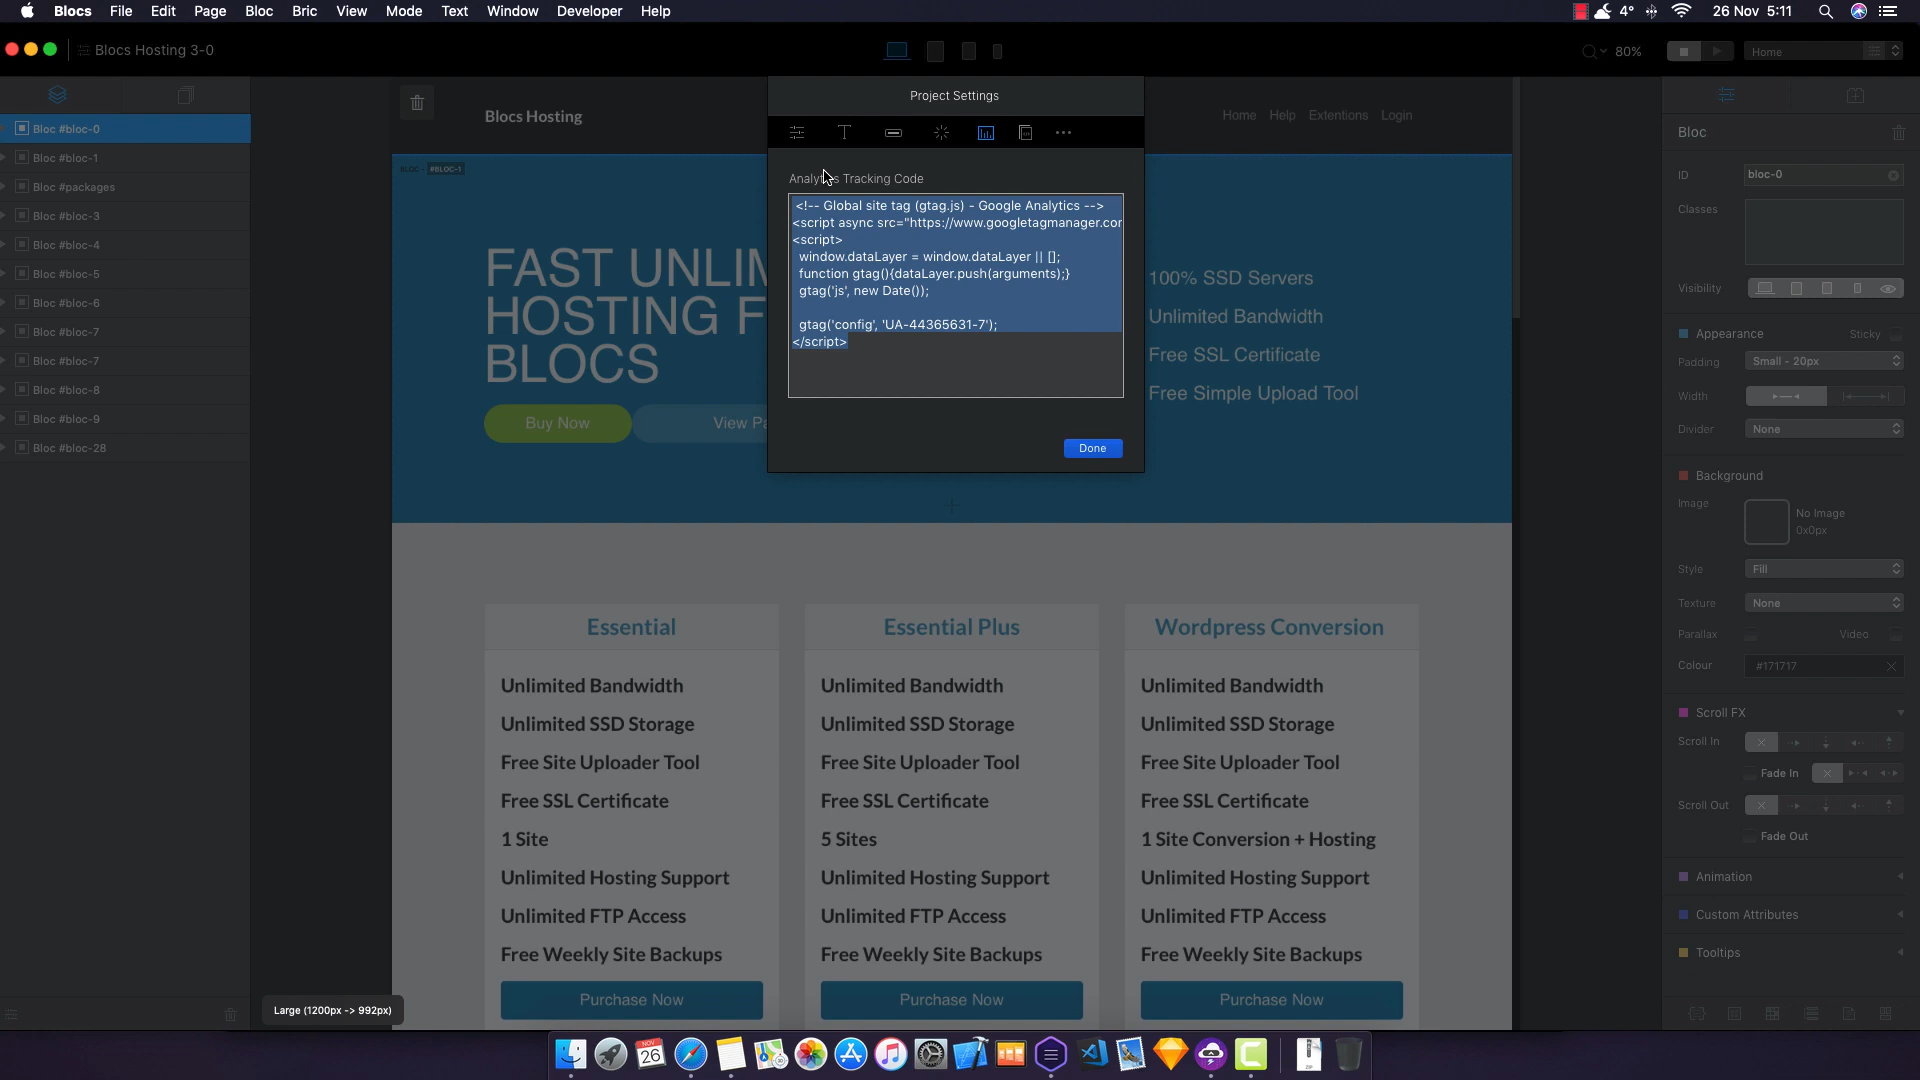 Blocs File Edit Page Bloc Bric View Mode Text Window Developer Help
4° 26 Nov 5:11
Blocs Hosting 3-0
80%
Home
Bloc #bloc-0
Bloc #bloc-1
Bloc #packages
Bloc #bloc-3
Bloc #bloc-4
Bloc #bloc-5
Bloc #bloc-6
Bloc #bloc-7
Bloc #bloc-7
Bloc #bloc-8
Bloc #bloc-9
Bloc #bloc-28
Large (1200px -> 992px)
Blocs Hosting
Home Help Extentions Login
BLOC - #BLOC-1
FAST UNLIM
HOSTING F
BLOCS
Buy Now
View Pa
100% SSD Servers
Unlimited Bandwidth
Free SSL Certificate
Free Simple Upload Tool
Project Settings
Analytics Tracking Code
<!-- Global site tag (gtag.js) - Google Analytics -->
<script async src="https://www.googletagmanager.cor
<script>
window.dataLayer = window.dataLayer || [];
function gtag(){dataLayer.push(arguments);}
gtag('js', new Date());
gtag('config', 'UA-44365631-7');
</script>
Done
Essential
Unlimited Bandwidth
Unlimited SSD Storage
Free Site Uploader Tool
Free SSL Certificate
1 Site
Unlimited Hosting Support
Unlimited FTP Access
Free Weekly Site Backups
Purchase Now
Essential Plus
Unlimited Bandwidth
Unlimited SSD Storage
Free Site Uploader Tool
Free SSL Certificate
5 Sites
Unlimited Hosting Support
Unlimited FTP Access
Free Weekly Site Backups
Purchase Now
Wordpress Conversion
Unlimited Bandwidth
Unlimited SSD Storage
Free Site Uploader Tool
Free SSL Certificate
1 Site Conversion + Hosting
Unlimited Hosting Support
Unlimited FTP Access
Free Weekly Site Backups
Purchase Now
Bloc
ID bloc-0
Classes
Visibility
Appearance Sticky
Padding Small - 20px
Width
Divider None
Background
Image
No Image
0x0px
Style Fill
Texture None
Parallax Video
Colour #171717
Scroll FX
Scroll In
Fade In
Scroll Out
Fade Out
Animation
Custom Attributes
Tooltips
NOV
26
ZIP